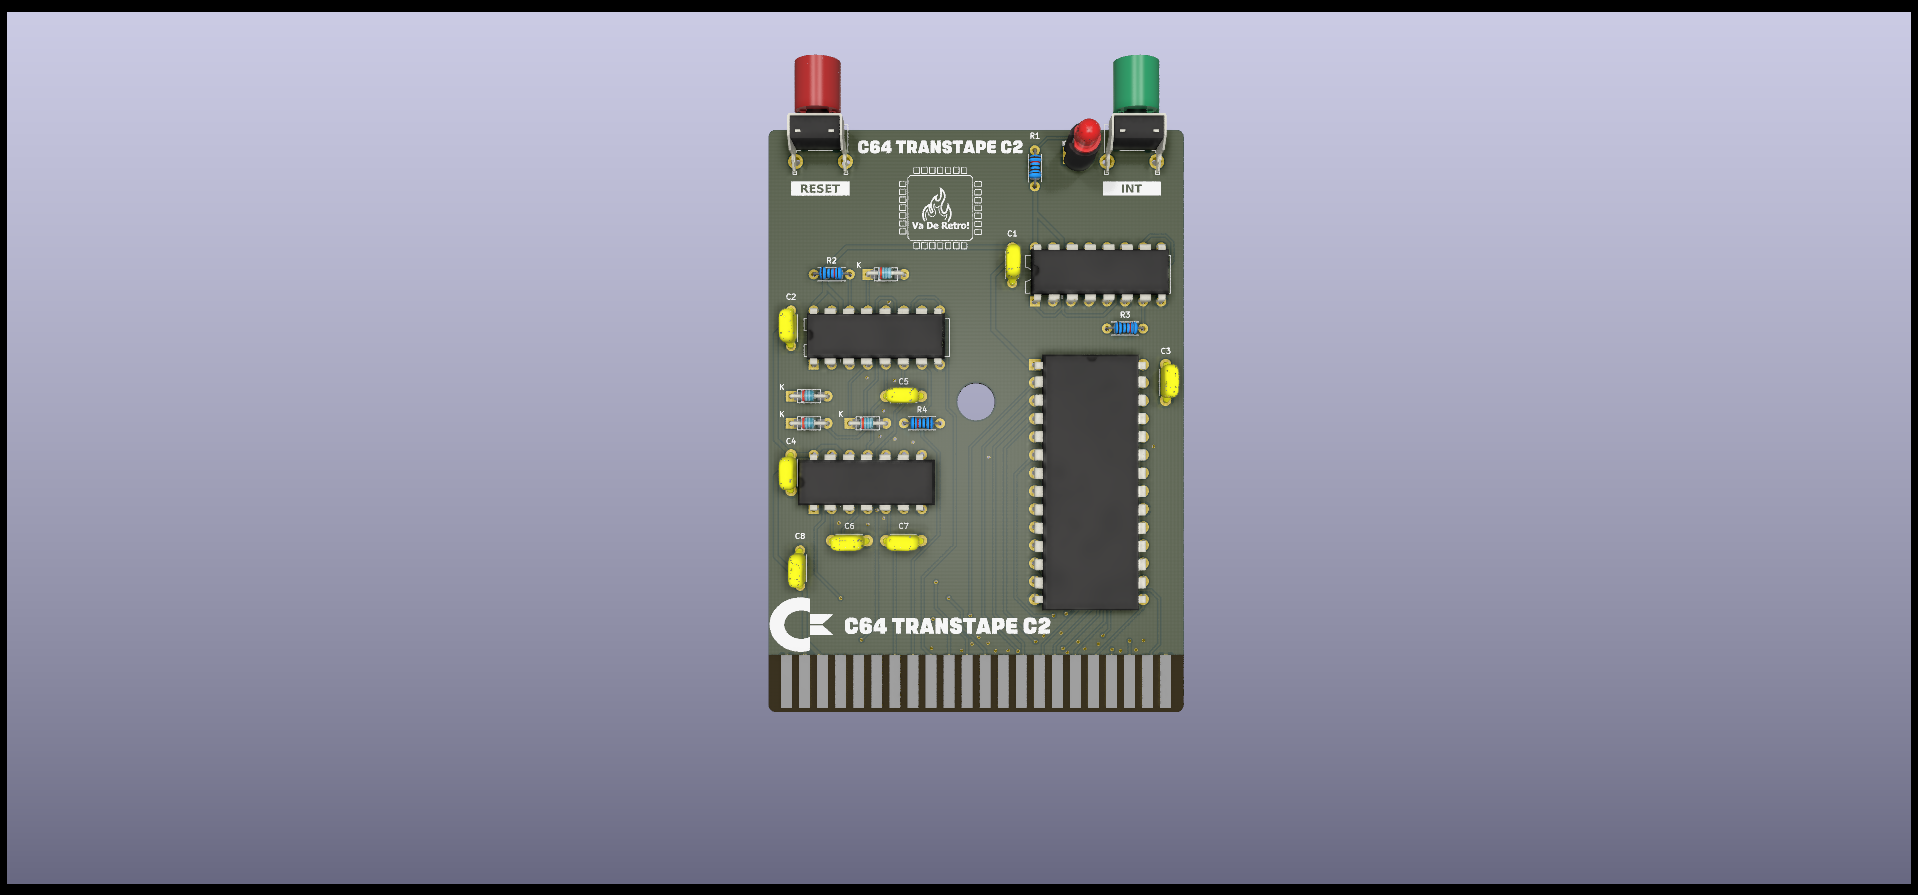 R1
C64 TRANSTAPE C2
RESET
INT
Va De Retro!
C1
R2
K
C2
R3
C3
K
C5
K
K
R4
C4
C6
C7
C8
C64 TRANSTAPE C2